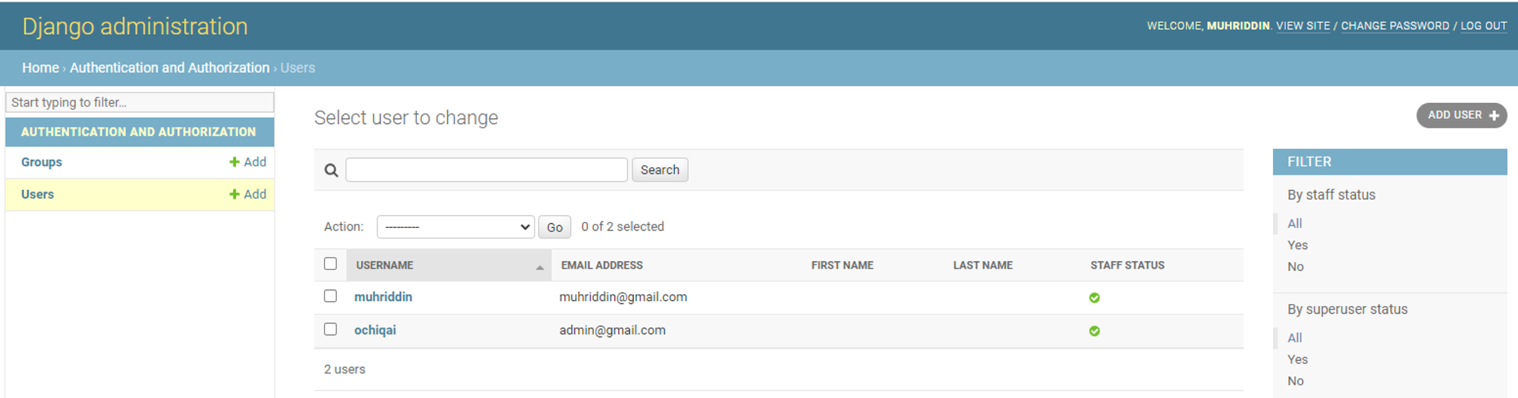 Django administration
WELCOME, MUHRIDDIN. VIEW SITE / CHANGE PASSWORD / LOG OUT
Home › Authentication and Authorization › Users
Start typing to filter…
AUTHENTICATION AND AUTHORIZATION
Groups + Add
Users + Add
Select user to change
ADD USER +
Search
Action: --------- Go 0 of 2 selected
USERNAME EMAIL ADDRESS FIRST NAME LAST NAME STAFF STATUS
muhriddin muhriddin@gmail.com
ochiqai admin@gmail.com
2 users
FILTER
By staff status
All
Yes
No
By superuser status
All
Yes
No